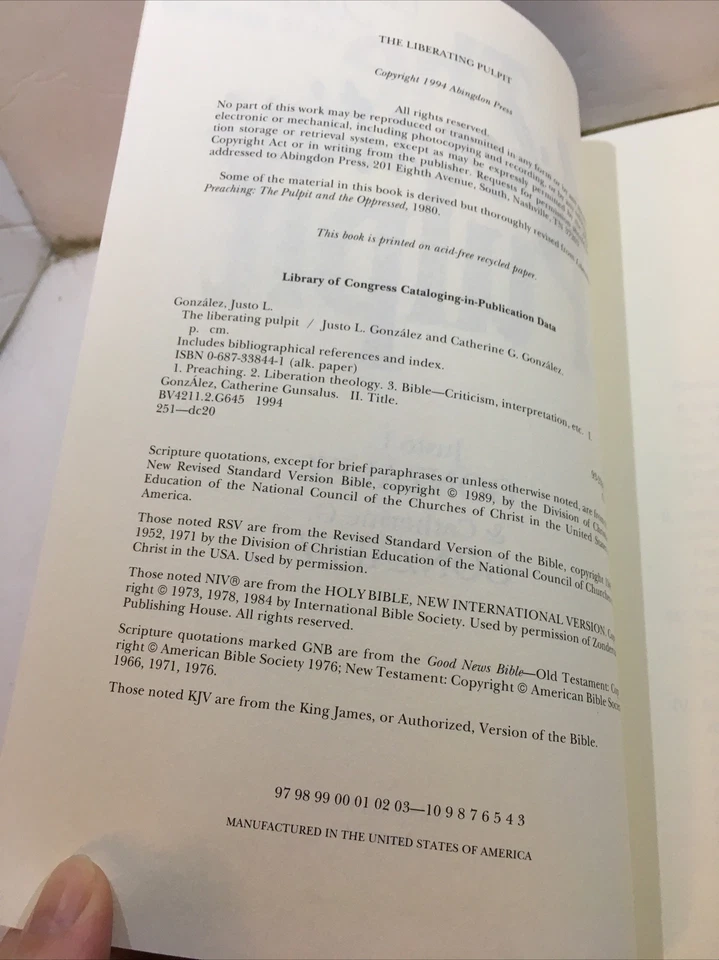 THE LIBERATING PULPIT
Copyright 1994 Abingdon Press
All rights reserved.
No part of this work may be reproduced or transmitted in any form or by any
electronic or mechanical, including photocopying and recording, or by
tion storage or retrieval system, except as may be expressly permitted
Copyright Act or in writing from the publisher. Requests for permission
addressed to Abingdon Press, 201 Eighth Avenue, South, Nashville, TN
Some of the material in this book is derived but thoroughly revised from
Preaching: The Pulpit and the Oppressed, 1980.
This book is printed on acid-free recycled paper.
Library of Congress Cataloging-in-Publication Data
González, Justo L.
The liberating pulpit / Justo L. González and Catherine G. González.
p. cm.
Includes bibliographical references and index.
ISBN 0-687-33844-1 (alk. paper)
1. Preaching. 2. Liberation theology. 3. Bible—Criticism, interpretation, etc. I.
GonzÁlez, Catherine Gunsalus. II. Title.
BV4211.2.G645 1994
251—dc20
Scripture quotations, except for brief paraphrases or unless otherwise noted, are
New Revised Standard Version Bible, copyright © 1989, by the Division of
Education of the National Council of the Churches of Christ in the United
America.
Those noted RSV are from the Revised Standard Version of the Bible, copyright
1952, 1971 by the Division of Christian Education of the National Council of
Christ in the USA. Used by permission.
Those noted NIV® are from the HOLY BIBLE, NEW INTERNATIONAL VERSION.
right © 1973, 1978, 1984 by International Bible Society. Used by permission of
Publishing House. All rights reserved.
Scripture quotations marked GNB are from the Good News Bible—Old Testament:
right © American Bible Society 1976; New Testament: Copyright © American Bible
1966, 1971, 1976.
Those noted KJV are from the King James, or Authorized, Version of the Bible.
97 98 99 00 01 02 03—10 9 8 7 6 5 4 3
MANUFACTURED IN THE UNITED STATES OF AMERICA